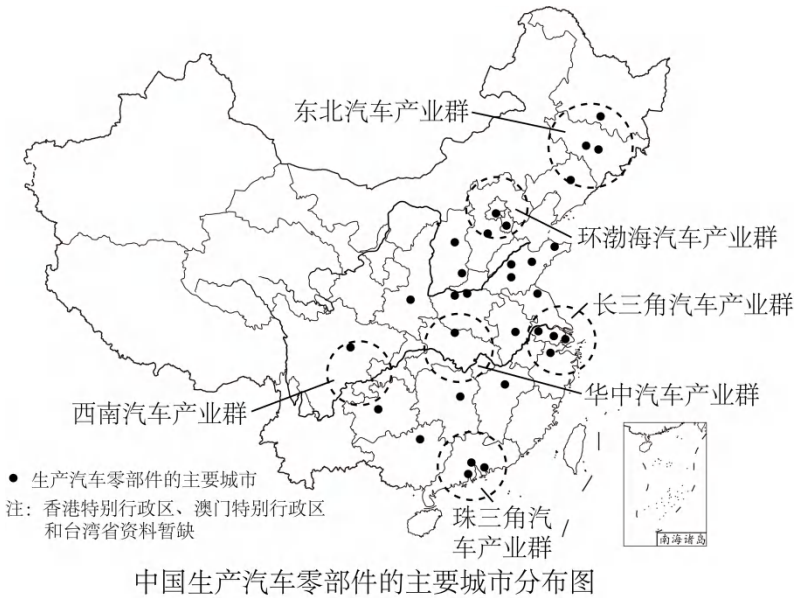 东北汽车产业群
环渤海汽车产业群
长三角汽车产业群
华中汽车产业群
西南汽车产业群
珠三角汽
车产业群
● 生产汽车零部件的主要城市
注：香港特别行政区、澳门特别行政区
和台湾省资料暂缺
南海诸岛
中国生产汽车零部件的主要城市分布图